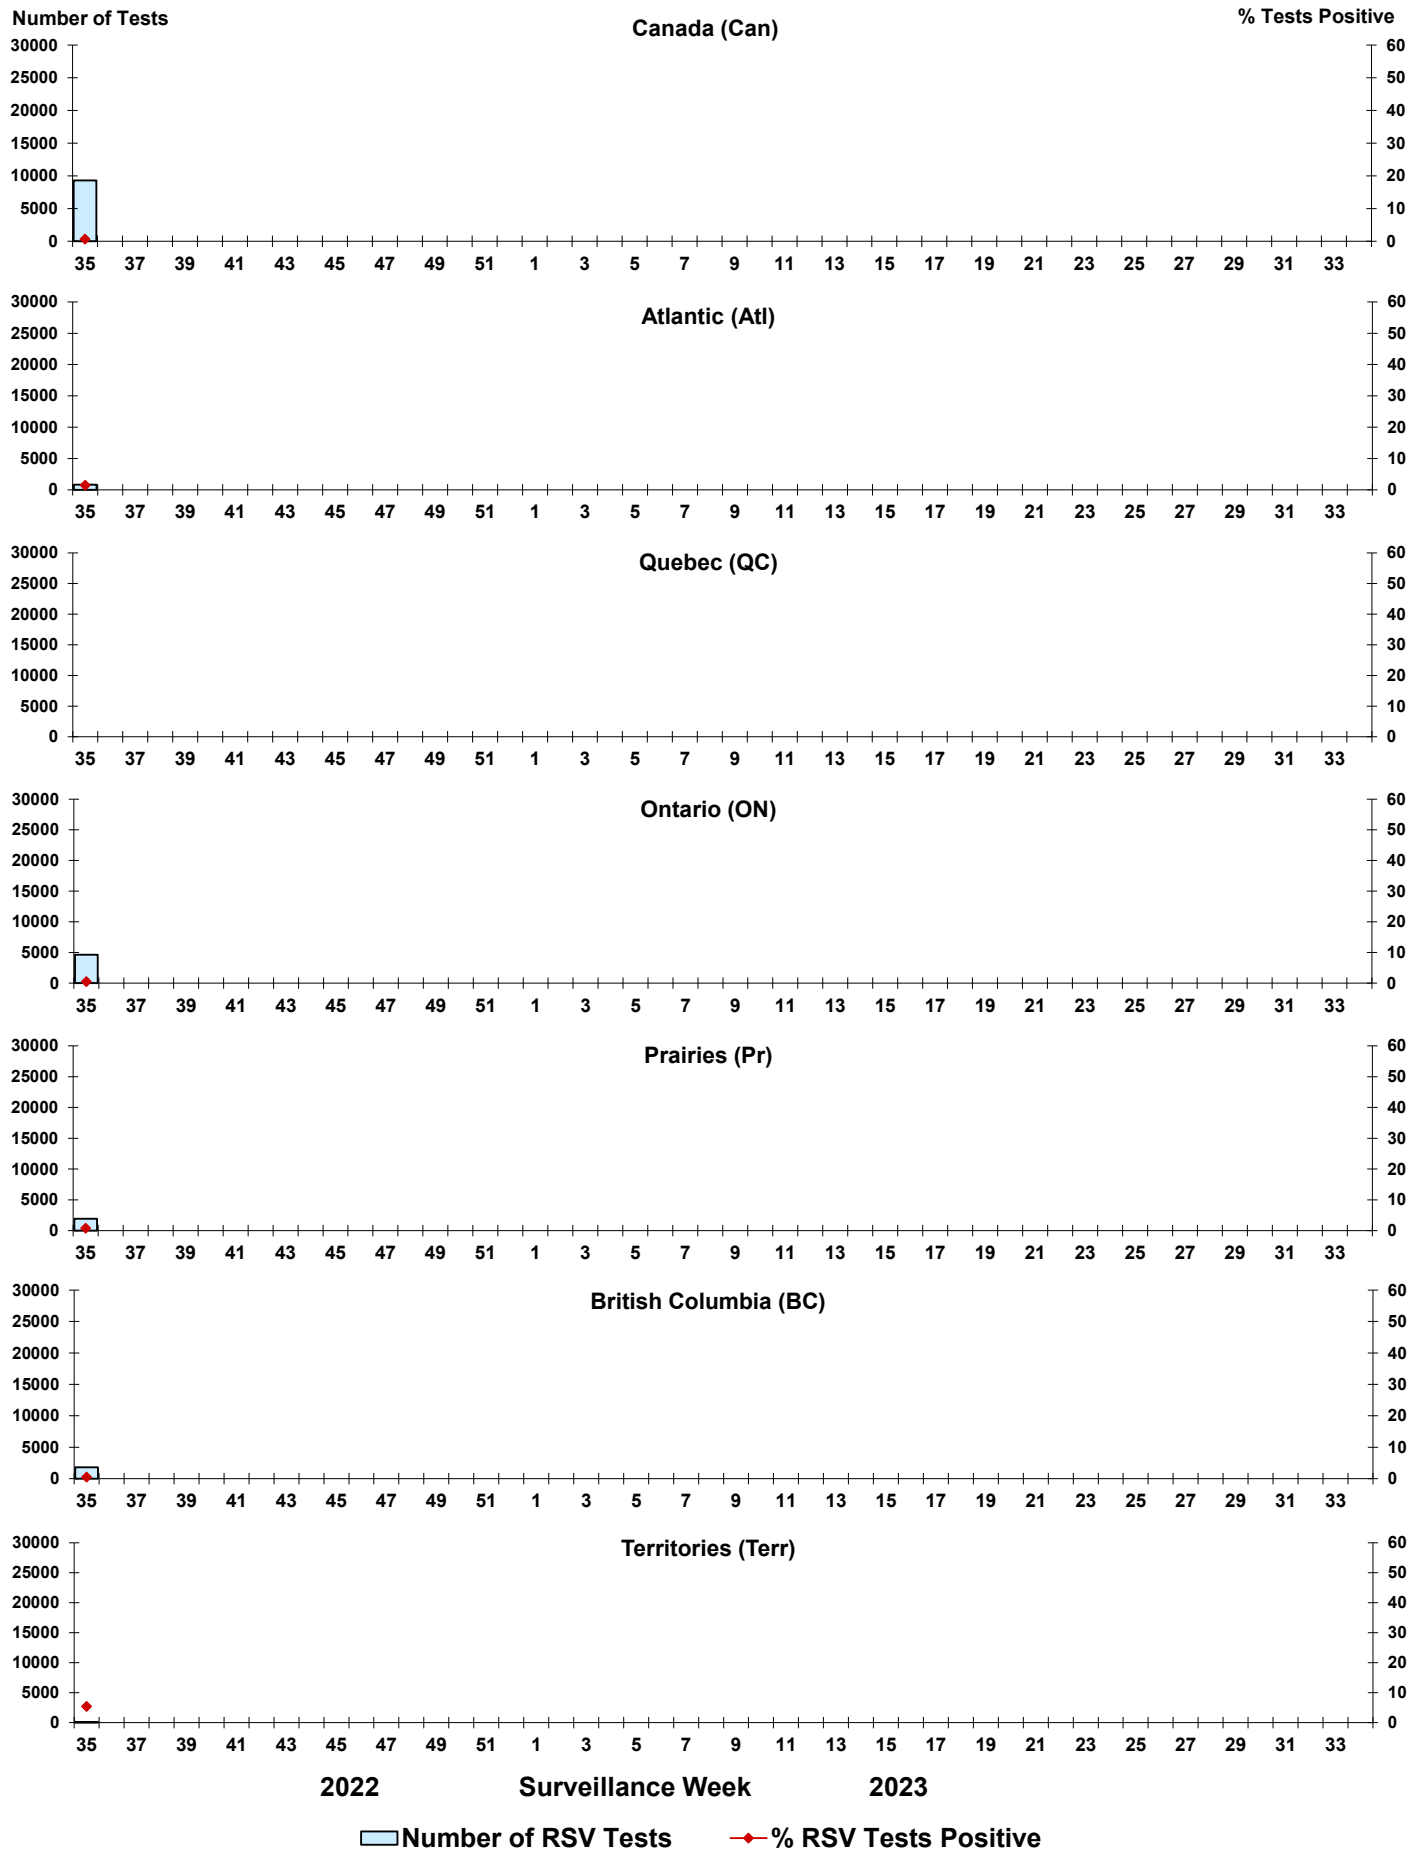 Number of Tests
% Tests Positive
Canada (Can)
30000 60
25000 50
20000 40
15000 30
10000 20
5000 10
0 0
35 37 39 41 43 45 47 49 51 1 3 5 7 9 11 13 15 17 19 21 23 25 27 29 31 33
Atlantic (Atl)
30000 60
25000 50
20000 40
15000 30
10000 20
5000 10
0 0
35 37 39 41 43 45 47 49 51 1 3 5 7 9 11 13 15 17 19 21 23 25 27 29 31 33
Quebec (QC)
30000 60
25000 50
20000 40
15000 30
10000 20
5000 10
0 0
35 37 39 41 43 45 47 49 51 1 3 5 7 9 11 13 15 17 19 21 23 25 27 29 31 33
Ontario (ON)
30000 60
25000 50
20000 40
15000 30
10000 20
5000 10
0 0
35 37 39 41 43 45 47 49 51 1 3 5 7 9 11 13 15 17 19 21 23 25 27 29 31 33
Prairies (Pr)
30000 60
25000 50
20000 40
15000 30
10000 20
5000 10
0 0
35 37 39 41 43 45 47 49 51 1 3 5 7 9 11 13 15 17 19 21 23 25 27 29 31 33
British Columbia (BC)
30000 60
25000 50
20000 40
15000 30
10000 20
5000 10
0 0
35 37 39 41 43 45 47 49 51 1 3 5 7 9 11 13 15 17 19 21 23 25 27 29 31 33
Territories (Terr)
30000 60
25000 50
20000 40
15000 30
10000 20
5000 10
0 0
35 37 39 41 43 45 47 49 51 1 3 5 7 9 11 13 15 17 19 21 23 25 27 29 31 33
2022 Surveillance Week 2023
Number of RSV Tests % RSV Tests Positive